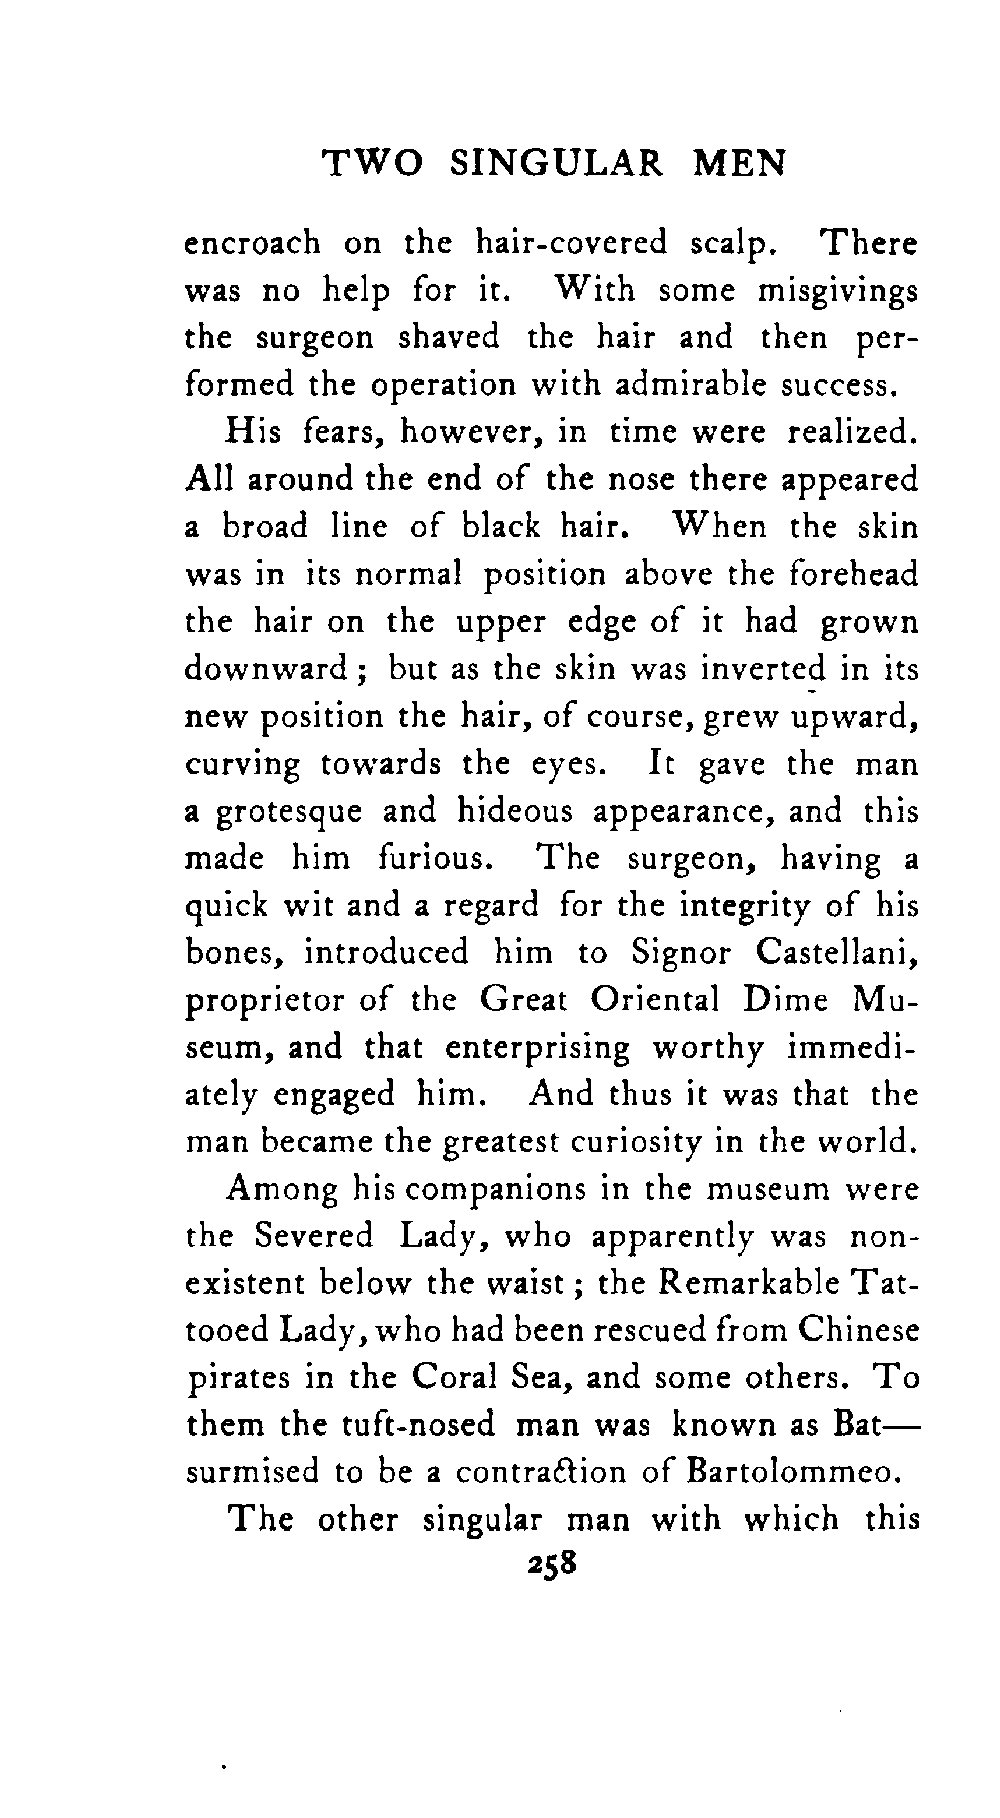 TWO SINGULAR MEN
encroach on the hair-covered scalp. There
was no help for it. With some misgivings
the surgeon shaved the hair and then per-
formed the operation with admirable success.
His fears, however, in time were realized.
All around the end of the nose there appeared
a broad line of black hair. When the skin
was in its normal position above the forehead
the hair on the upper edge of it had grown
downward ; but as the skin was inverted in its
new position the hair, of course, grew upward,
curving towards the eyes. It gave the man
a grotesque and hideous appearance, and this
made him furious. The surgeon, having a
quick wit and a regard for the integrity of his
bones, introduced him to Signor Castellani,
proprietor of the Great Oriental Dime Mu-
seum, and that enterprising worthy immedi-
ately engaged him. And thus it was that the
man became the greatest curiosity in the world.
Among his companions in the museum were
the Severed Lady, who apparently was non-
existent below the waist ; the Remarkable Tat-
tooed Lady, who had been rescued from Chinese
pirates in the Coral Sea, and some others. To
them the tuft-nosed man was known as Bat—
surmised to be a contraction of Bartolommeo.
The other singular man with which this
258